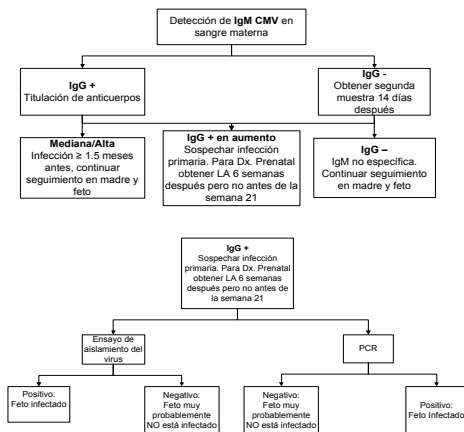 Detección de IgM CMV en
sangre materna
IgG +
Titulación de anticuerpos
IgG -
Obtener segunda
muestra 14 días
después
Mediana/Alta
Infección ≥ 1.5 meses
antes, continuar
seguimiento en madre y
feto
IgG + en aumento
Sospechar infección
primaria. Para Dx. Prenatal
obtener LA 6 semanas
después pero no antes de la
semana 21
IgG –
IgM no específica.
Continuar seguimiento
en madre y feto
IgG +
Sospechar infección
primaria. Para Dx. Prenatal
obtener LA 6 semanas
después pero no antes de
la semana 21
Ensayo de
aislamiento del
virus
PCR
Positivo:
Feto infectado
Negativo:
Feto muy
probablemente
NO está infectado
Negativo:
Feto muy
probablemente
NO está infectado
Positivo:
Feto Infectado